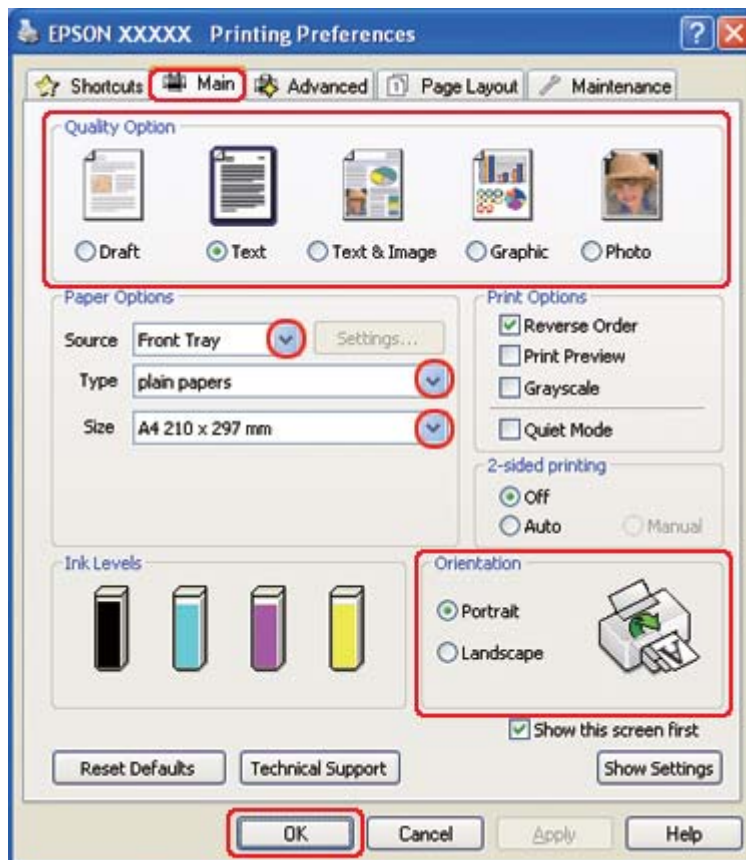 EPSON XXXXX Printing Preferences
Shortcuts Main Advanced Page Layout Maintenance
Quality Option
Draft Text Text & Image Graphic Photo
Paper Options
Source Front Tray Settings...
Type plain papers
Size A4 210 x 297 mm
Print Options
Reverse Order
Print Preview
Grayscale
Quiet Mode
2-sided printing
Off
Auto Manual
Ink Levels
Orientation
Portrait
Landscape
Show this screen first
Reset Defaults Technical Support Show Settings
OK Cancel Apply Help